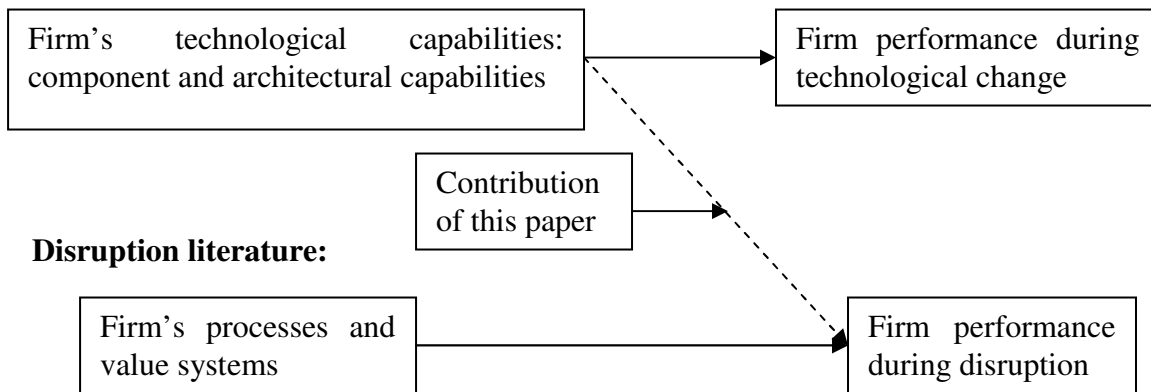 Firm's technological capabilities:
component and architectural capabilities
Firm performance during
technological change
Contribution
of this paper
Disruption literature:
Firm's processes and
value systems
Firm performance
during disruption